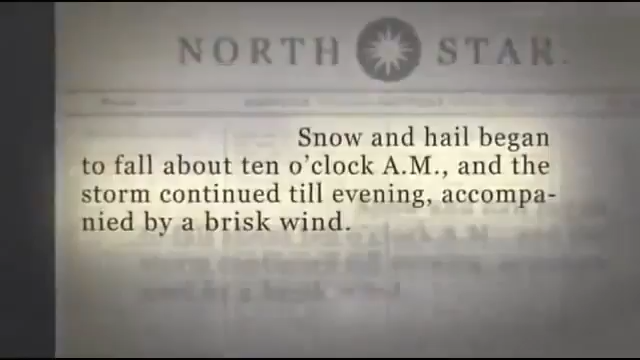 NORTH STAR.
Snow and hail began
to fall about ten o'clock A.M., and the
storm continued till evening, accompa-
nied by a brisk wind.